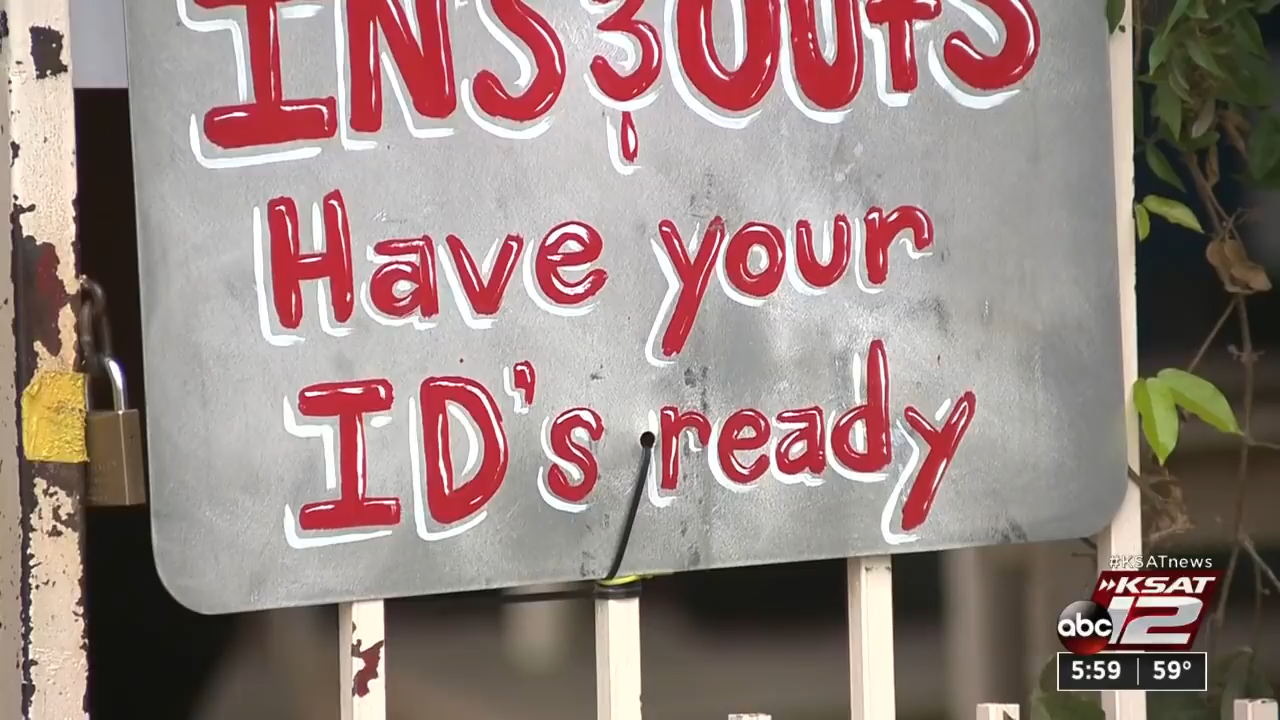 INS & OUtS
Have your
ID's ready
#KSATnews
KSAT
abc 12
5:59 59°